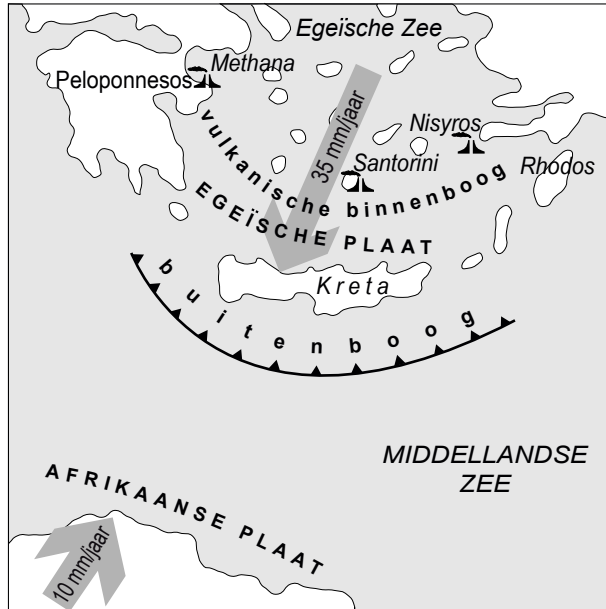 Egeïsche Zee
Methana
Peloponnesos
35 mm/jaar
Nisyros
Santorini
Rhodos
vulkanische binnenboog
EGEÏSCHE PLAAT
Kreta
buitenboog
MIDDELLANDSE
ZEE
AFRIKAANSE PLAAT
10 mm/jaar